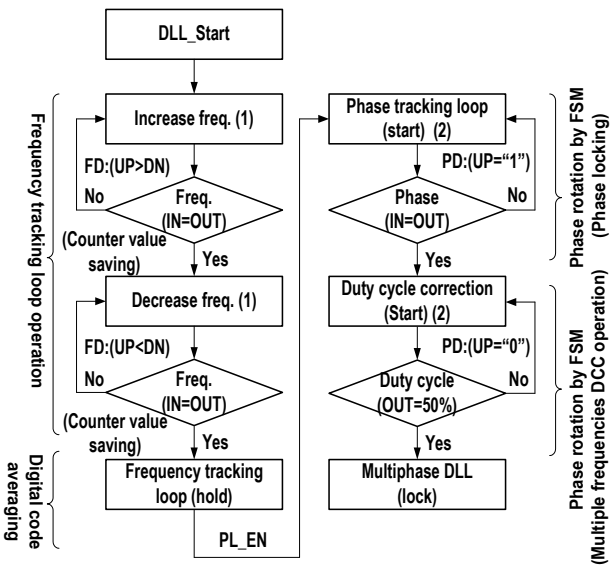 DLL_Start
Increase freq. (1)
FD:(UP>DN)
No
Freq.
(IN=OUT)
(Counter value
saving)
Yes
Decrease freq. (1)
FD:(UP<DN)
No
Freq.
(IN=OUT)
(Counter value
saving)
Yes
Frequency tracking
loop (hold)
PL_EN
Frequency tracking
loop operation
Digital code
averaging
Phase tracking loop
(start) (2)
PD:(UP="1")
Phase
(IN=OUT)
No
Yes
Duty cycle correction
(Start) (2)
PD:(UP="0")
Duty cycle
(OUT=50%)
No
Yes
Multiphase DLL
(lock)
Phase rotation by FSM
(Phase locking)
Phase rotation by FSM
(Multiple frequencies DCC operation)